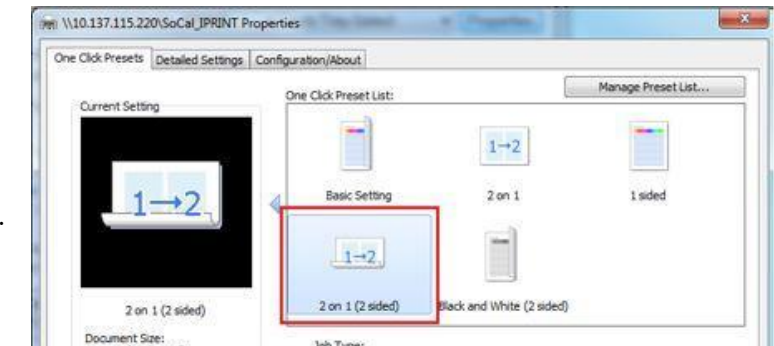 \\10.137.115.220\SoCal_IPRINT Properties
One Click Presets Detailed Settings Configuration/About
Current Setting
One Click Preset List:
Manage Preset List...
1→2
2 on 1 (2 sided)
Document Size:
Basic Setting
1→2
2 on 1
1 sided
1→2
2 on 1 (2 sided)
Black and White (2 sided)
Job Type:
.